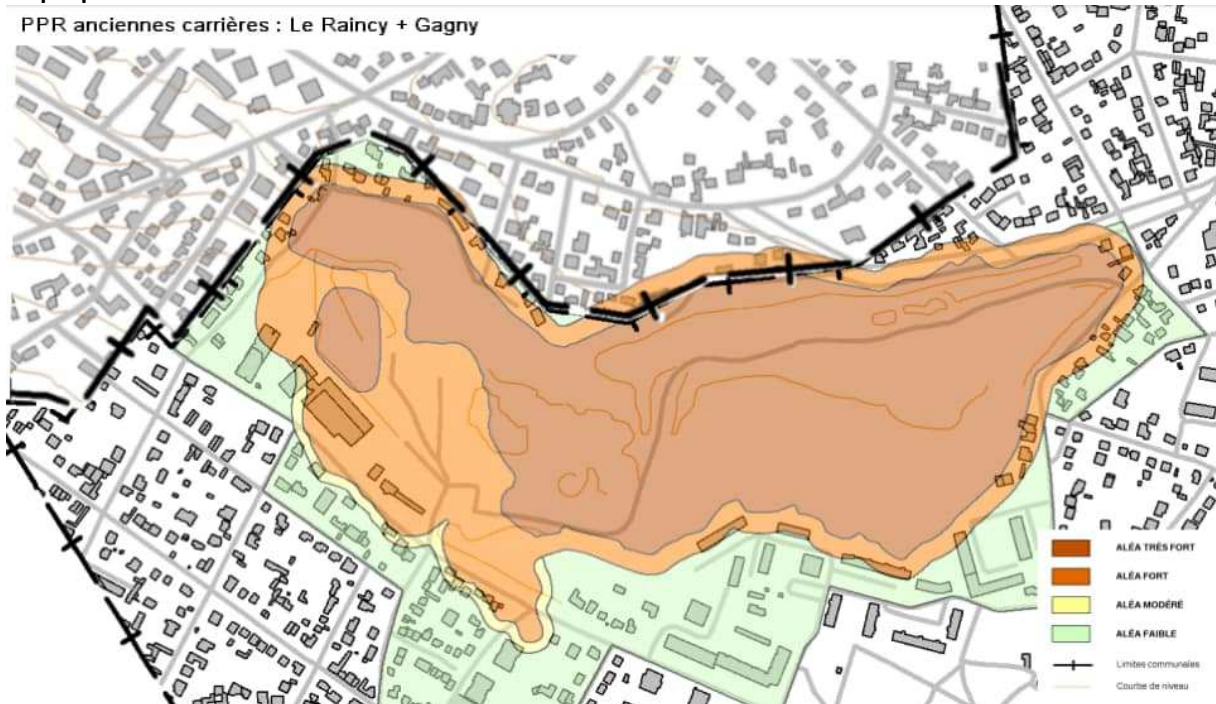 PPR anciennes carrières : Le Raincy + Gagny
ALÉA TRÈS FORT
ALÉA FORT
ALÉA MODÉRÉ
ALÉA FAIBLE
Limites communales
Courbe de niveau